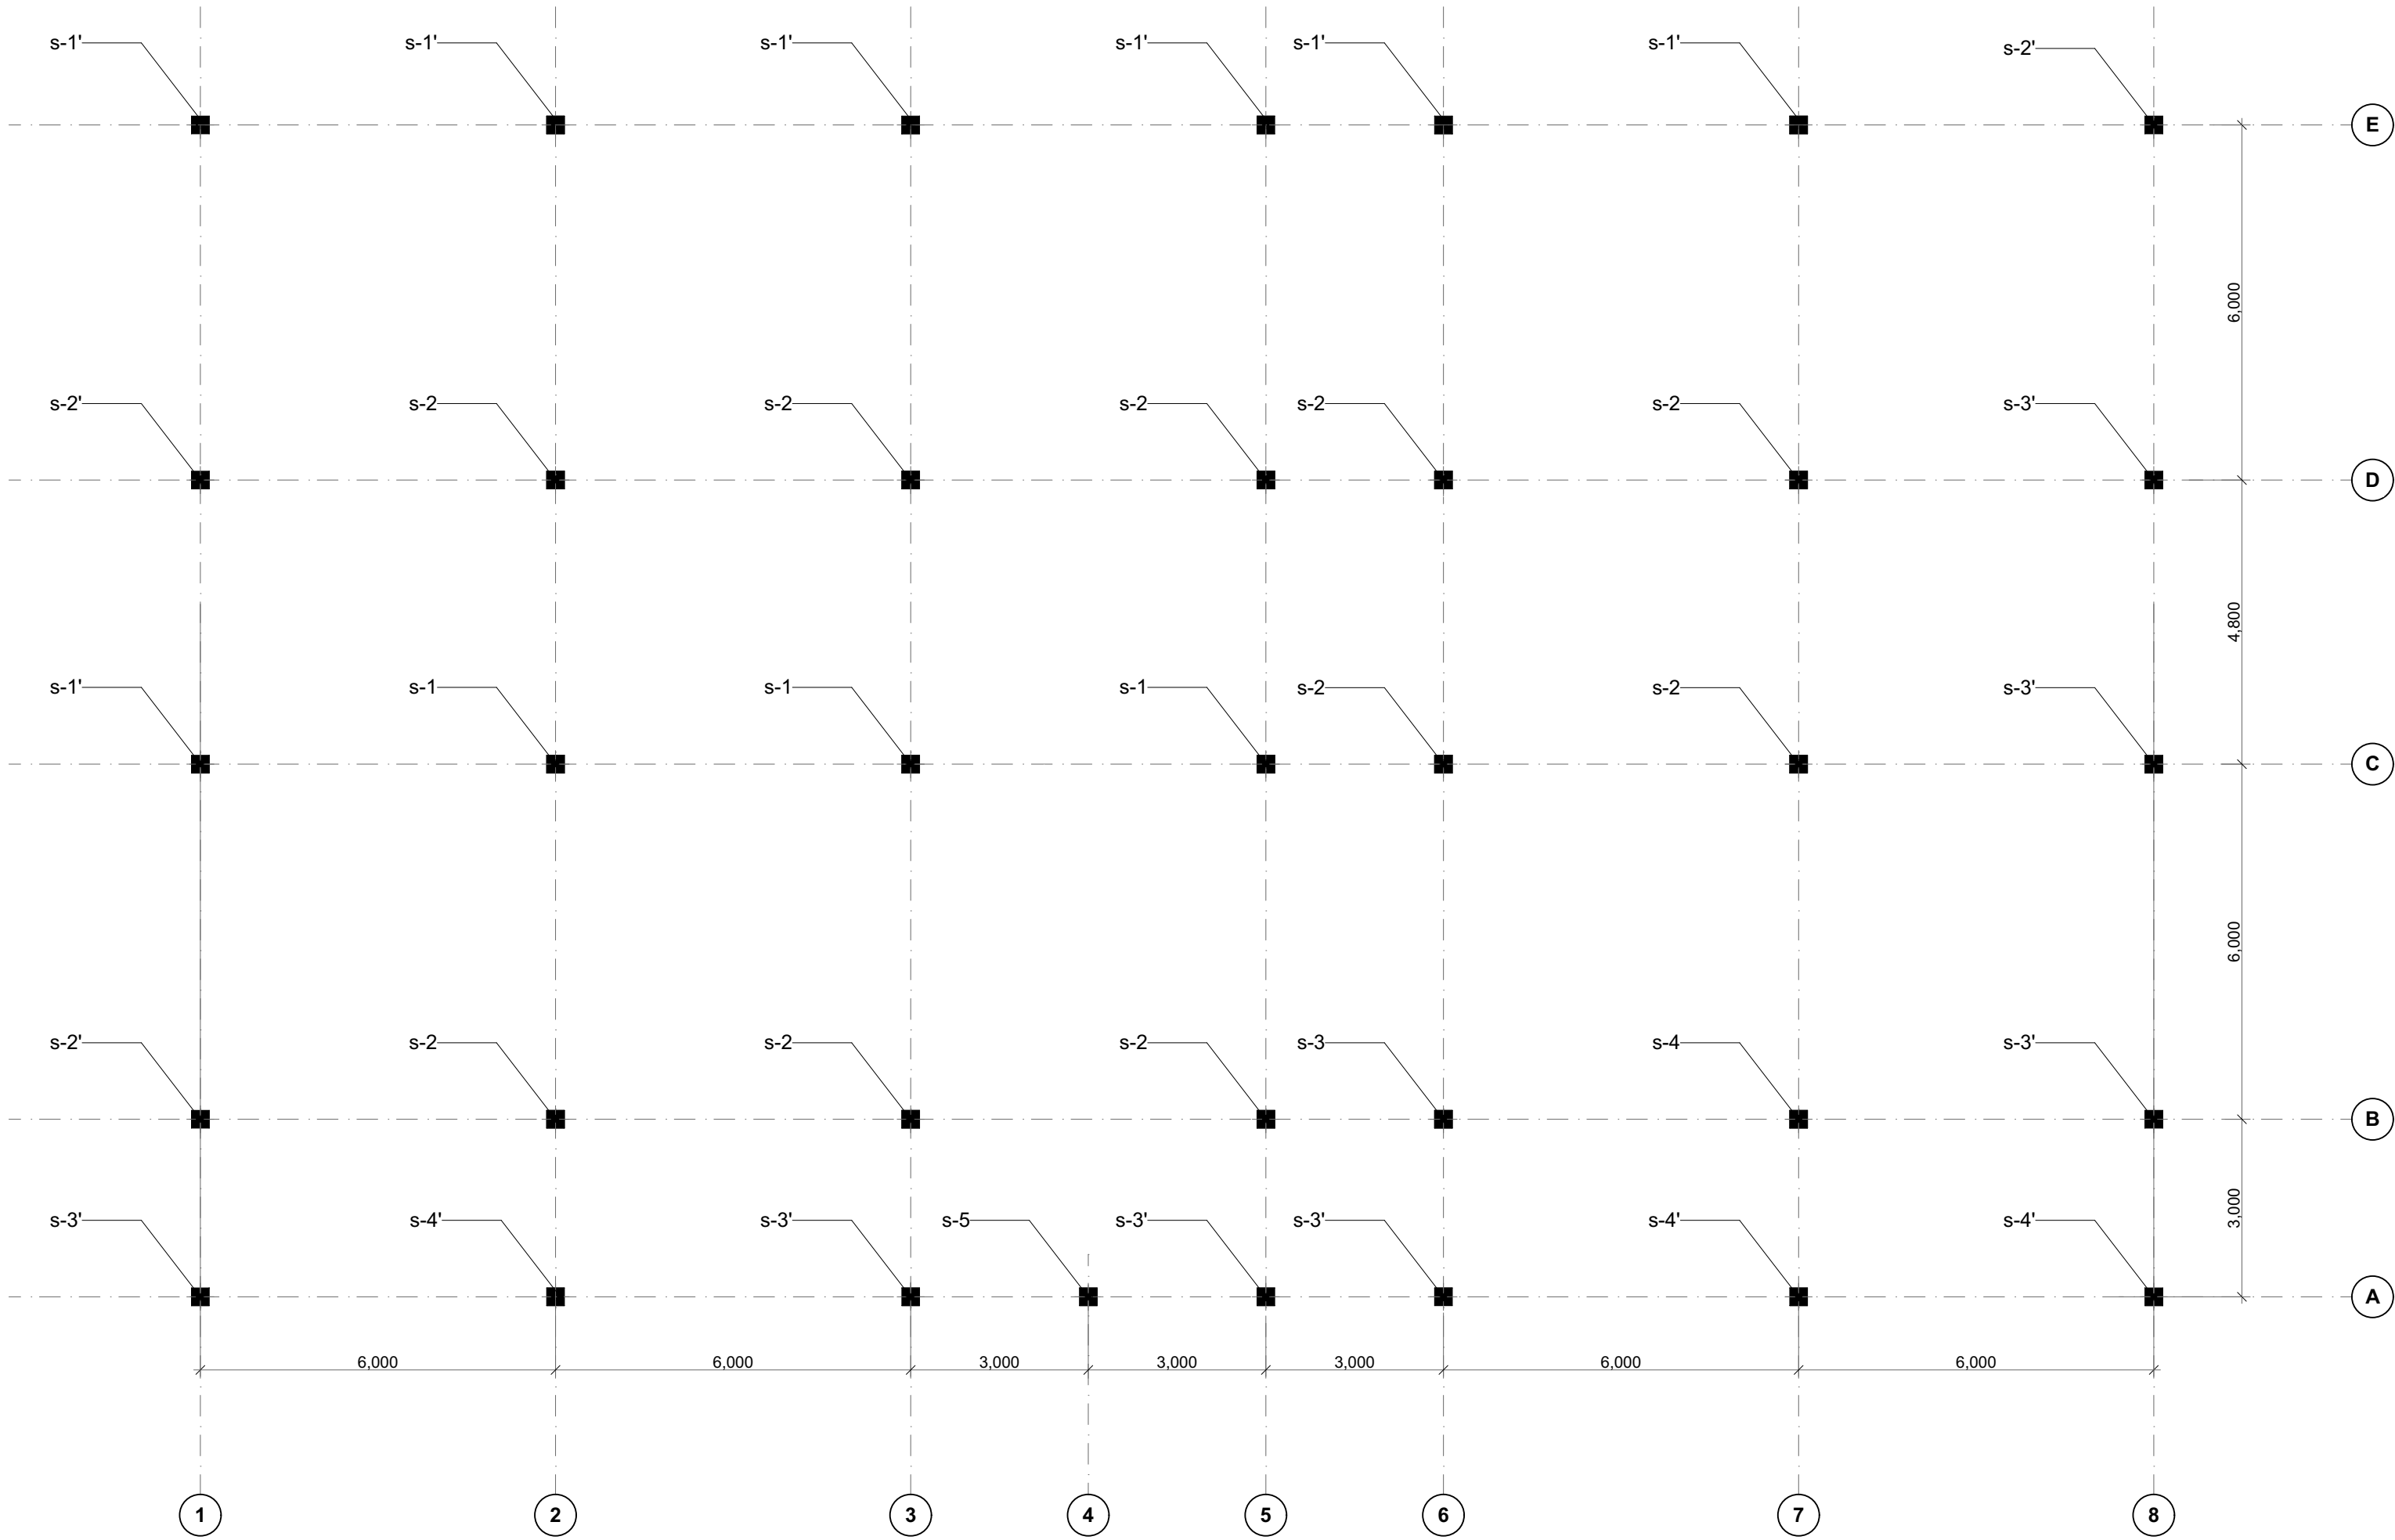 s-1' s-1' s-1' s-1' s-1' s-1' s-2'
E
6,000
s-2' s-2 s-2 s-2 s-2 s-2 s-3'
D
4,800
s-1' s-1 s-1 s-1 s-2 s-2 s-3'
C
6,000
s-2' s-2 s-2 s-2 s-3 s-4 s-3'
B
3,000
s-3' s-4' s-3' s-5 s-3' s-3' s-4' s-4'
A
6,000 6,000 3,000 3,000 3,000 6,000 6,000
1 2 3 4 5 6 7 8